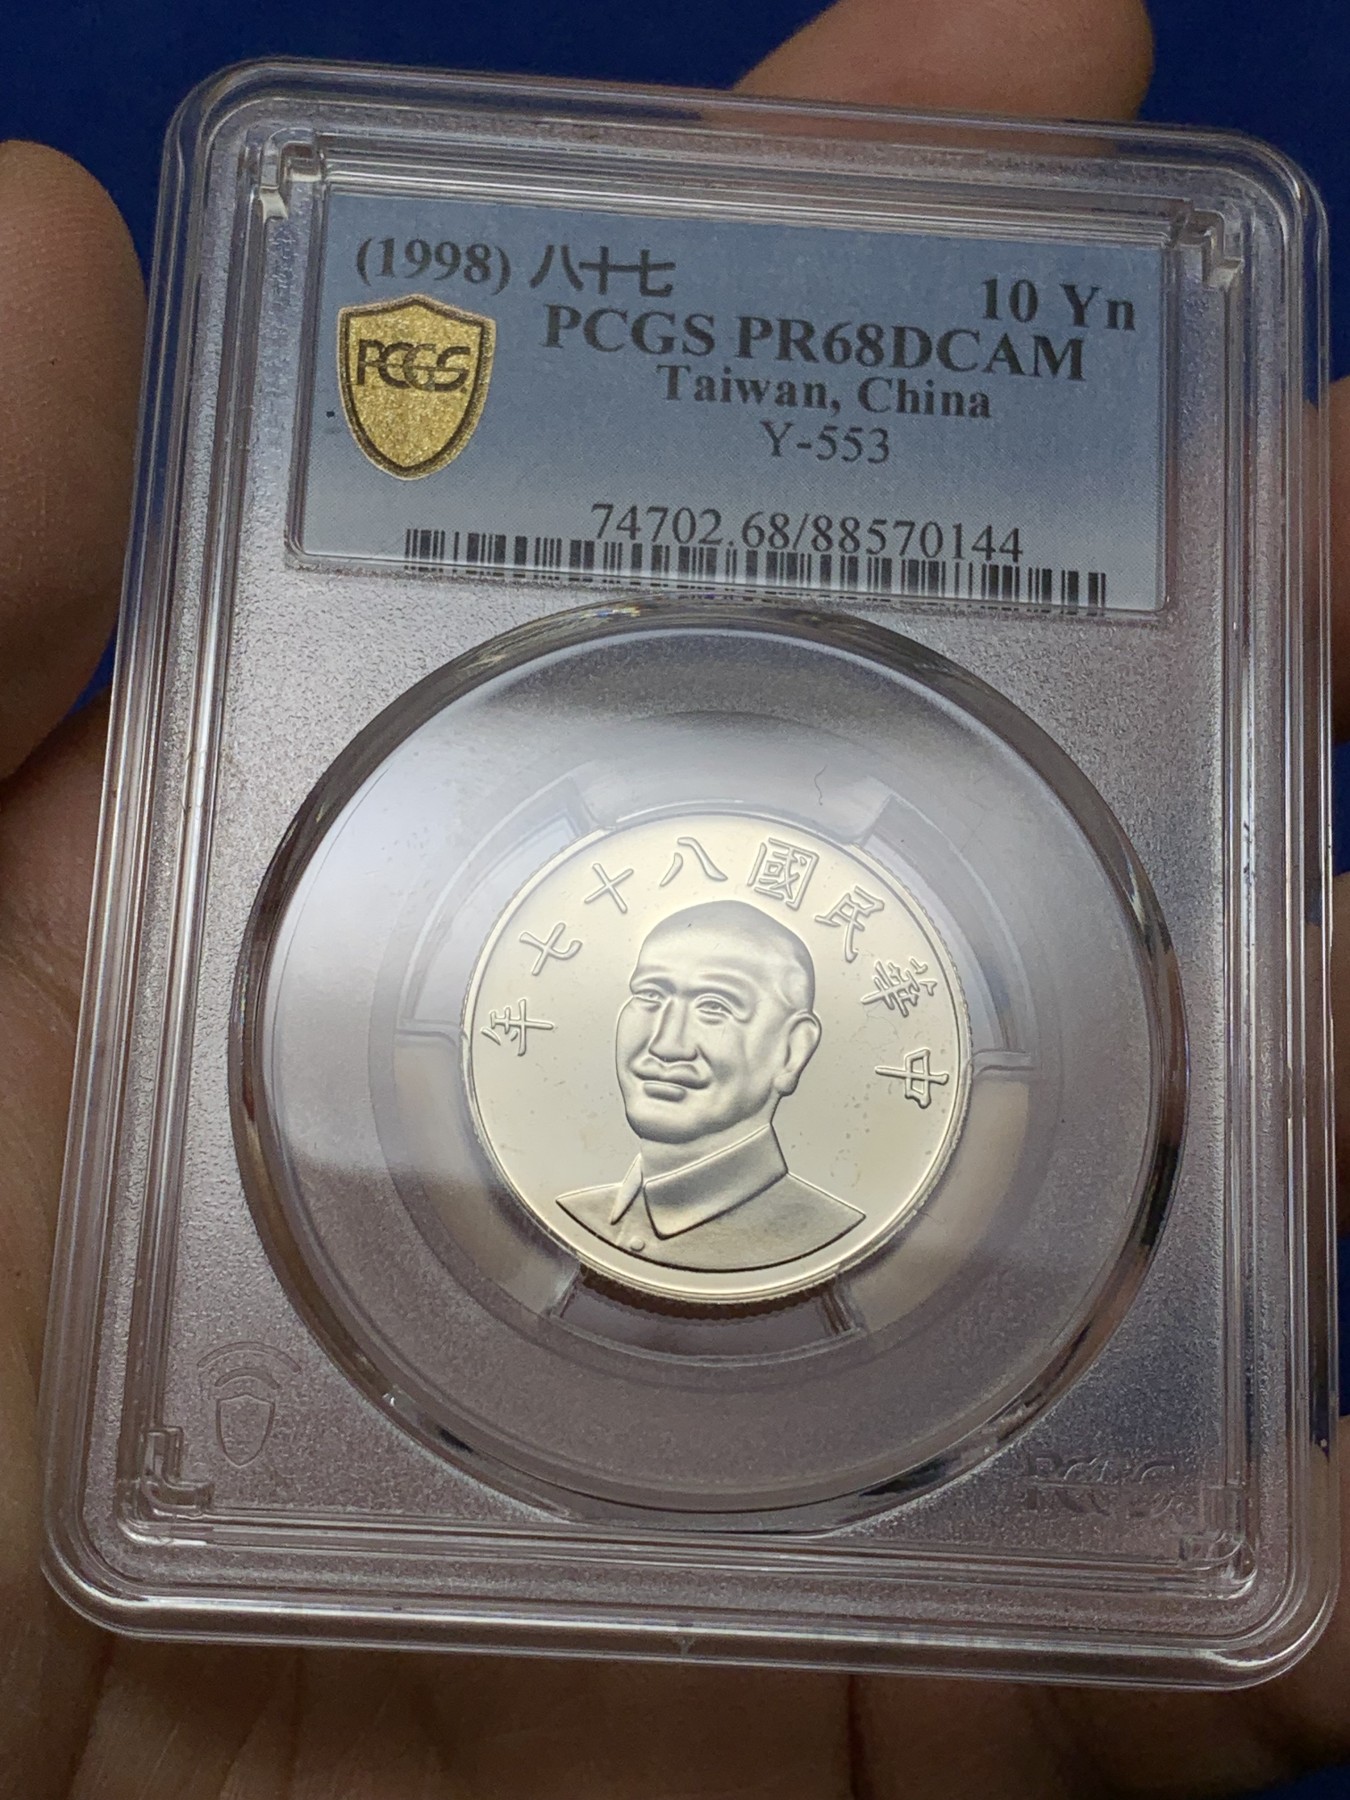 (1998) 八十七 10 Yn
PCGS PCGS PR68DCAM
Taiwan, China
Y-553
74702.68/88570144
年七十八國民華中
PCGS